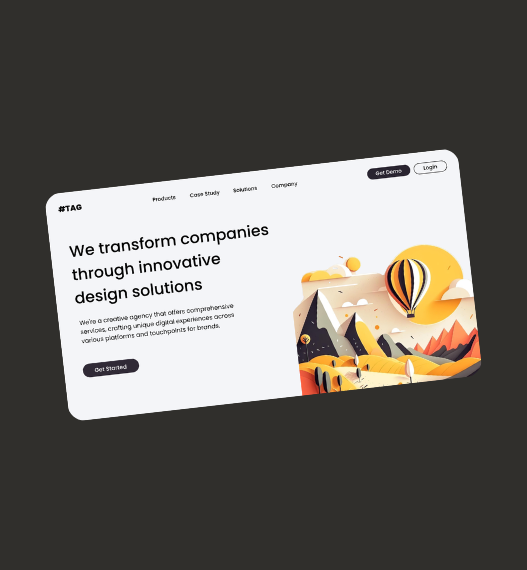 #TAG
Products Case Study Solutions Company
Get Demo Login
We transform companies
through innovative
design solutions
We're a creative agency that offers comprehensive
services, crafting unique digital experiences across
various platforms and touchpoints for brands.
Get Started